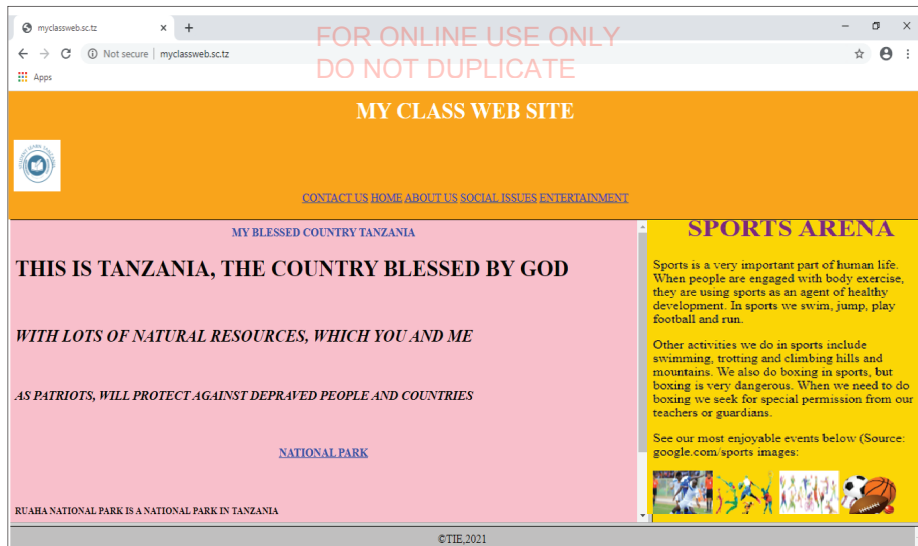 myclassweb.sc.tz
FOR ONLINE USE ONLY
Not secure | myclassweb.sc.tz
DO NOT DUPLICATE
Apps
MY CLASS WEB SITE
CONTACT US HOME ABOUT US SOCIAL ISSUES ENTERTAINMENT
MY BLESSED COUNTRY TANZANIA
THIS IS TANZANIA, THE COUNTRY BLESSED BY GOD
WITH LOTS OF NATURAL RESOURCES, WHICH YOU AND ME
AS PATRIOTS, WILL PROTECT AGAINST DEPRAVED PEOPLE AND COUNTRIES
NATIONAL PARK
RUAHA NATIONAL PARK IS A NATIONAL PARK IN TANZANIA
SPORTS ARENA
Sports is a very important part of human life.
When people are engaged with body exercise,
they are using sports as an agent of healthy
development. In sports we swim, jump, play
football and run.
Other activities we do in sports include
swimming, trotting and climbing hills and
mountains. We also do boxing in sports, but
boxing is very dangerous. When we need to do
boxing we seek for special permission from our
teachers or guardians.
See our most enjoyable events below (Source:
google.com/sports images:
©TIE,2021